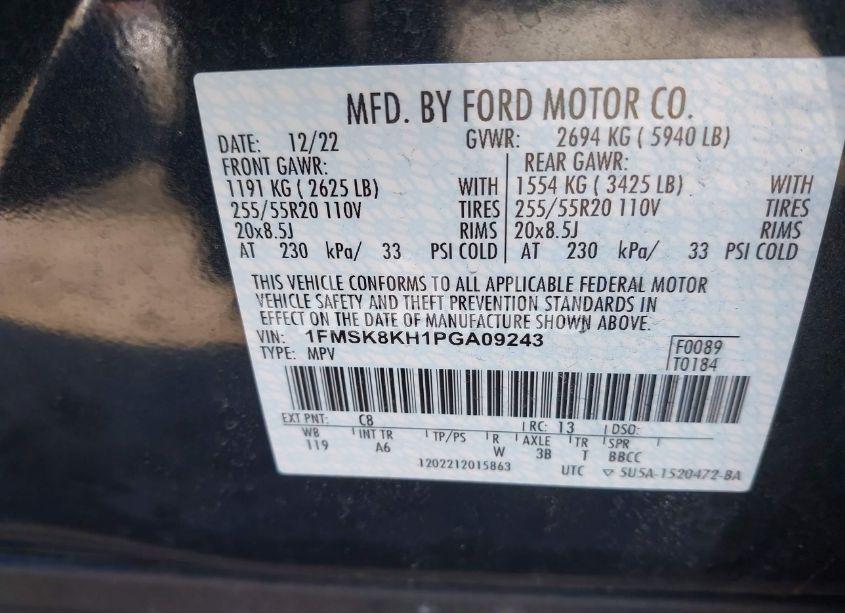 MFD. BY FORD MOTOR CO.
DATE: 12/22 GVWR: 2694 KG ( 5940 LB)
FRONT GAWR: REAR GAWR:
1191 KG ( 2625 LB) WITH 1554 KG ( 3425 LB) WITH
255/55R20 110V TIRES 255/55R20 110V TIRES
20x8.5J RIMS 20x8.5J RIMS
AT 230 kPa/ 33 PSI COLD AT 230 kPa/ 33 PSI COLD
THIS VEHICLE CONFORMS TO ALL APPLICABLE FEDERAL MOTOR
VEHICLE SAFETY AND THEFT PREVENTION STANDARDS IN
EFFECT ON THE DATE OF MANUFACTURE SHOWN ABOVE.
VIN: 1FMSK8KH1PGA09243 F0089
TYPE: MPV T0184
EXT PNT: C8 RC: 13 DSO:
WB INT TR TP/PS R AXLE TR SPR
119 A6 W 3B T BBCC
1202212015863 UTC ▽ SU5A-1520472-BA